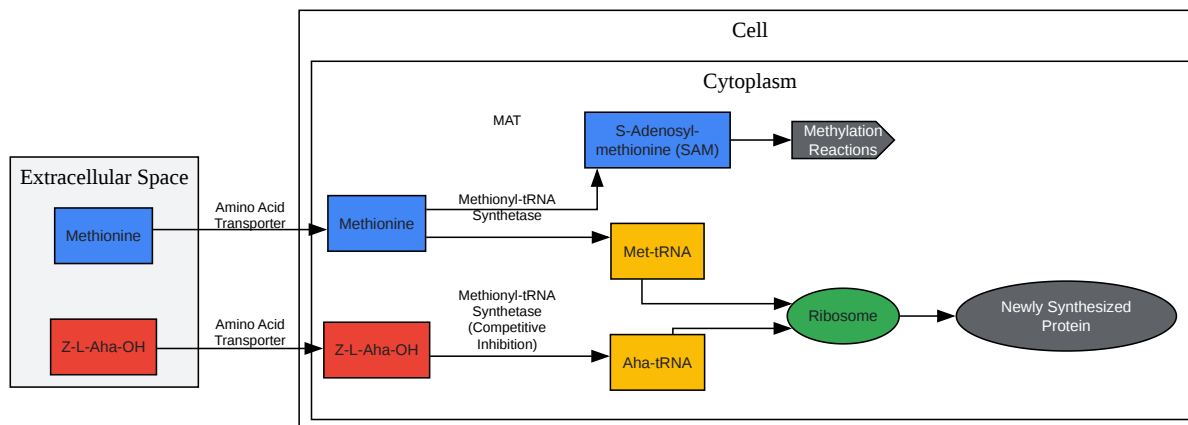 Cell
Cytoplasm
MAT
S-Adenosyl-
methionine (SAM)
Methylation
Reactions
Extracellular Space
Methionine
Amino Acid
Transporter
Methionine
Methionyl-tRNA
Synthetase
Met-tRNA
Z-L-Aha-OH
Amino Acid
Transporter
Z-L-Aha-OH
Methionyl-tRNA
Synthetase
(Competitive
Inhibition)
Aha-tRNA
Ribosome
Newly Synthesized
Protein